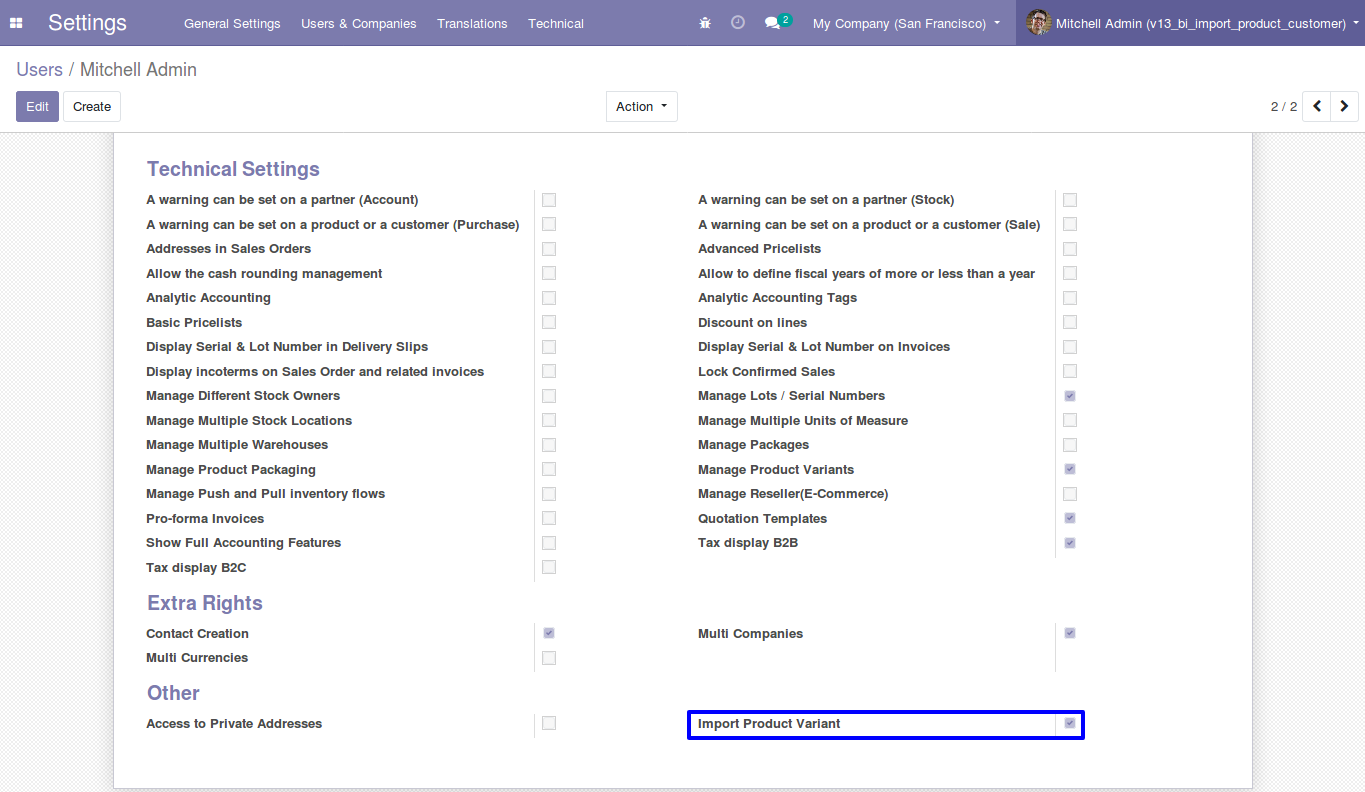 Settings General Settings Users & Companies Translations Technical 2 My Company (San Francisco) Mitchell Admin (v13_bi_import_product_customer)
Users / Mitchell Admin
Edit Create Action 2 / 2
Technical Settings
A warning can be set on a partner (Account) A warning can be set on a partner (Stock)
A warning can be set on a product or a customer (Purchase) A warning can be set on a product or a customer (Sale)
Addresses in Sales Orders Advanced Pricelists
Allow the cash rounding management Allow to define fiscal years of more or less than a year
Analytic Accounting Analytic Accounting Tags
Basic Pricelists Discount on lines
Display Serial & Lot Number in Delivery Slips Display Serial & Lot Number on Invoices
Display incoterms on Sales Order and related invoices Lock Confirmed Sales
Manage Different Stock Owners Manage Lots / Serial Numbers
Manage Multiple Stock Locations Manage Multiple Units of Measure
Manage Multiple Warehouses Manage Packages
Manage Product Packaging Manage Product Variants
Manage Push and Pull inventory flows Manage Reseller(E-Commerce)
Pro-forma Invoices Quotation Templates
Show Full Accounting Features Tax display B2B
Tax display B2C
Extra Rights
Contact Creation Multi Companies
Multi Currencies
Other
Access to Private Addresses Import Product Variant